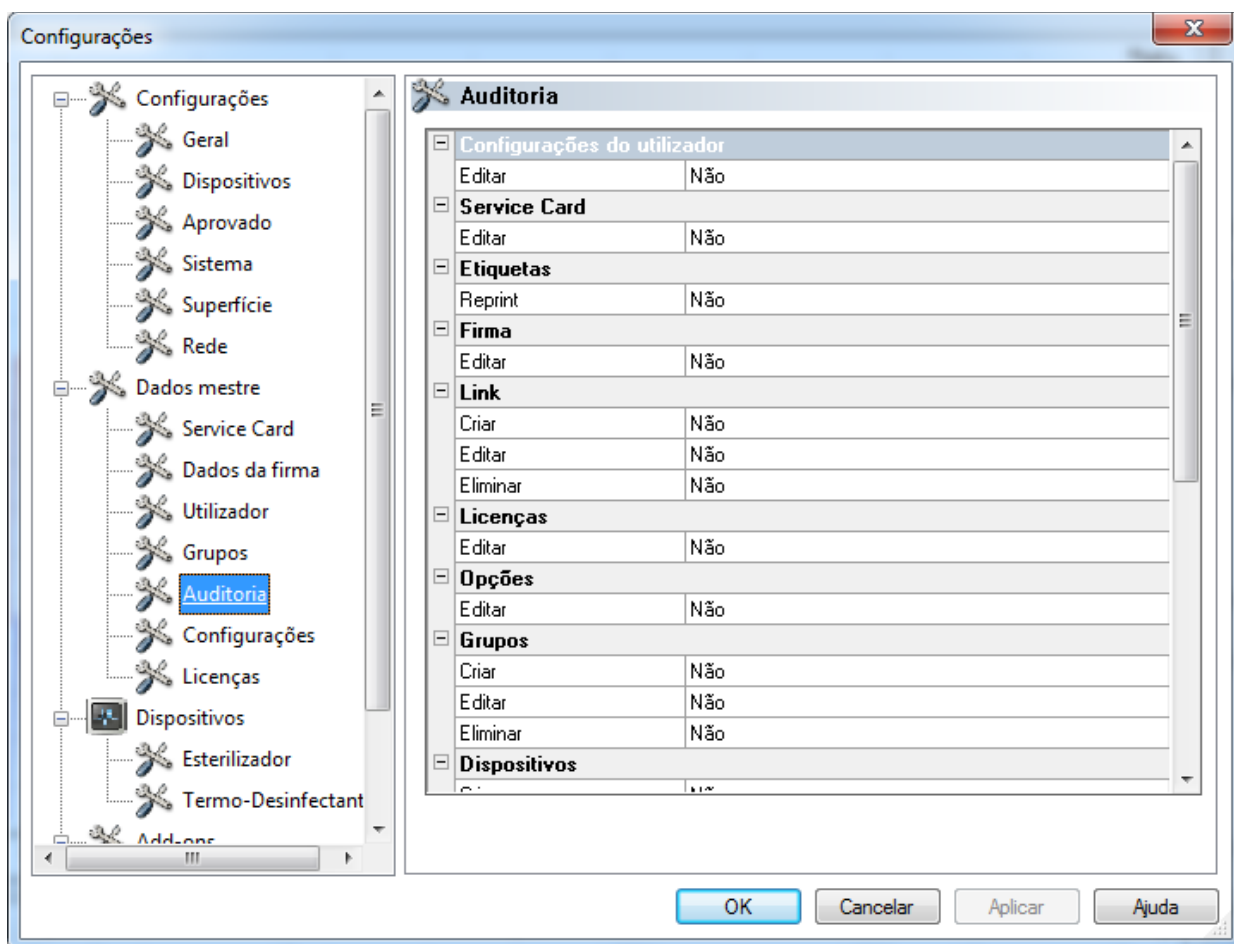 Configurações
Configurações
Geral
Dispositivos
Aprovado
Sistema
Superfície
Rede
Dados mestre
Service Card
Dados da firma
Utilizador
Grupos
Auditoria
Configurações
Licenças
Dispositivos
Esterilizador
Termo-Desinfectant
Add-ons
Auditoria
Configurações do utilizador
Editar Não
Service Card
Editar Não
Etiquetas
Reprint Não
Firma
Editar Não
Link
Criar Não
Editar Não
Eliminar Não
Licenças
Editar Não
Opções
Editar Não
Grupos
Criar Não
Editar Não
Eliminar Não
Dispositivos
OK Cancelar Aplicar Ajuda